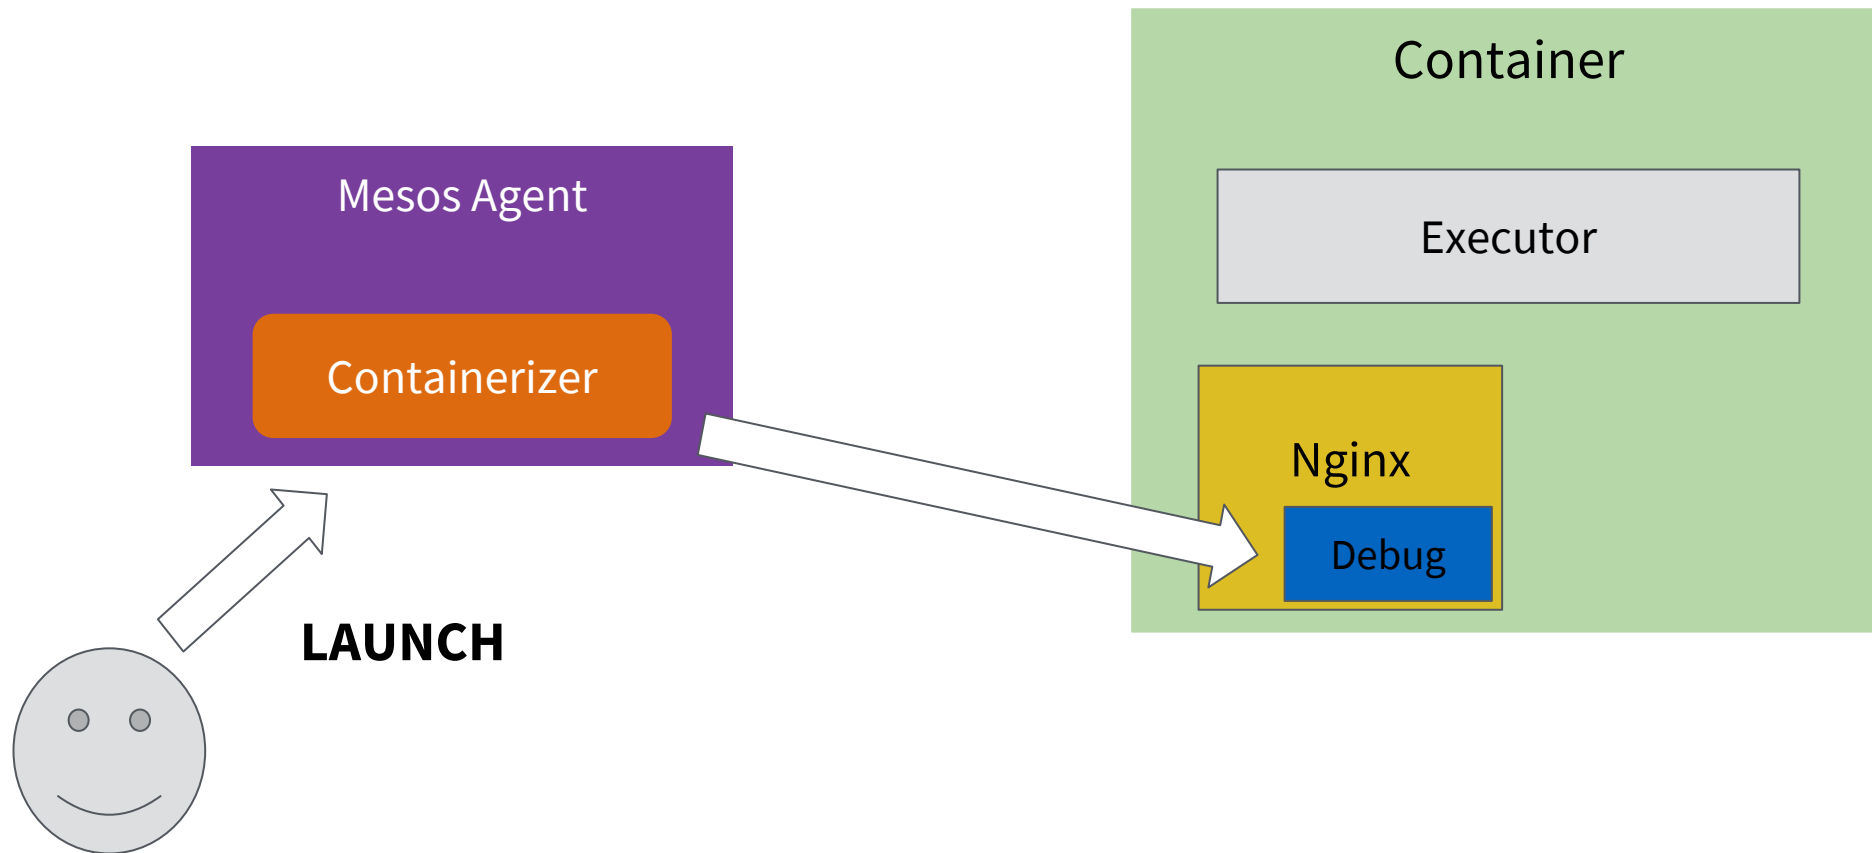 Container
Mesos Agent
Executor
Containerizer
Nginx
Debug
LAUNCH